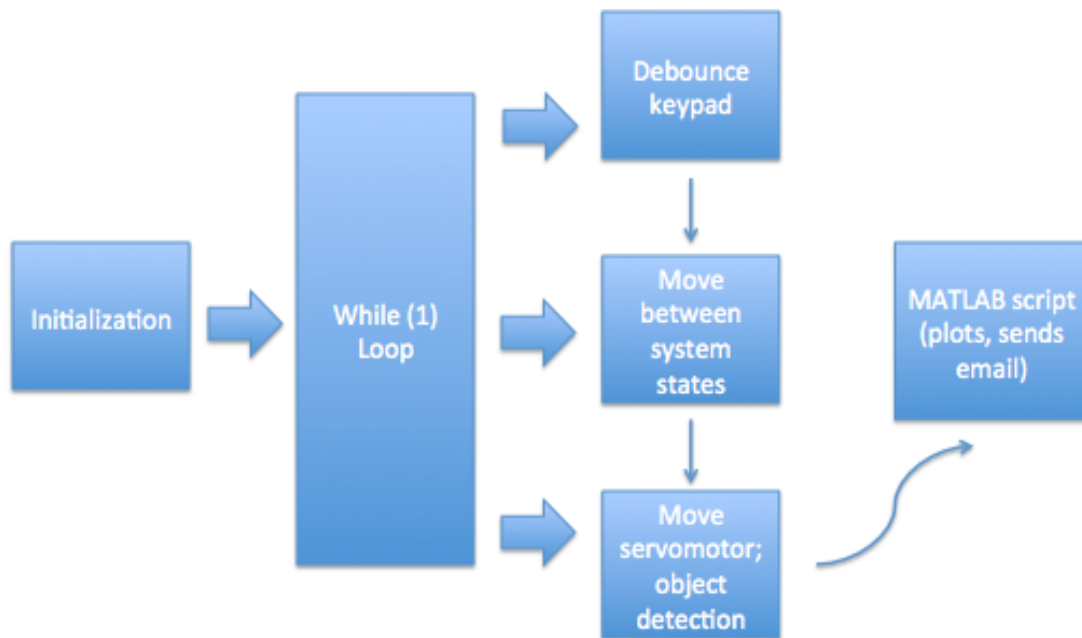 Initialization
While (1)
Loop
Debounce
keypad
Move
between
system
states
Move
servomotor;
object
detection
MATLAB script
(plots, sends
email)